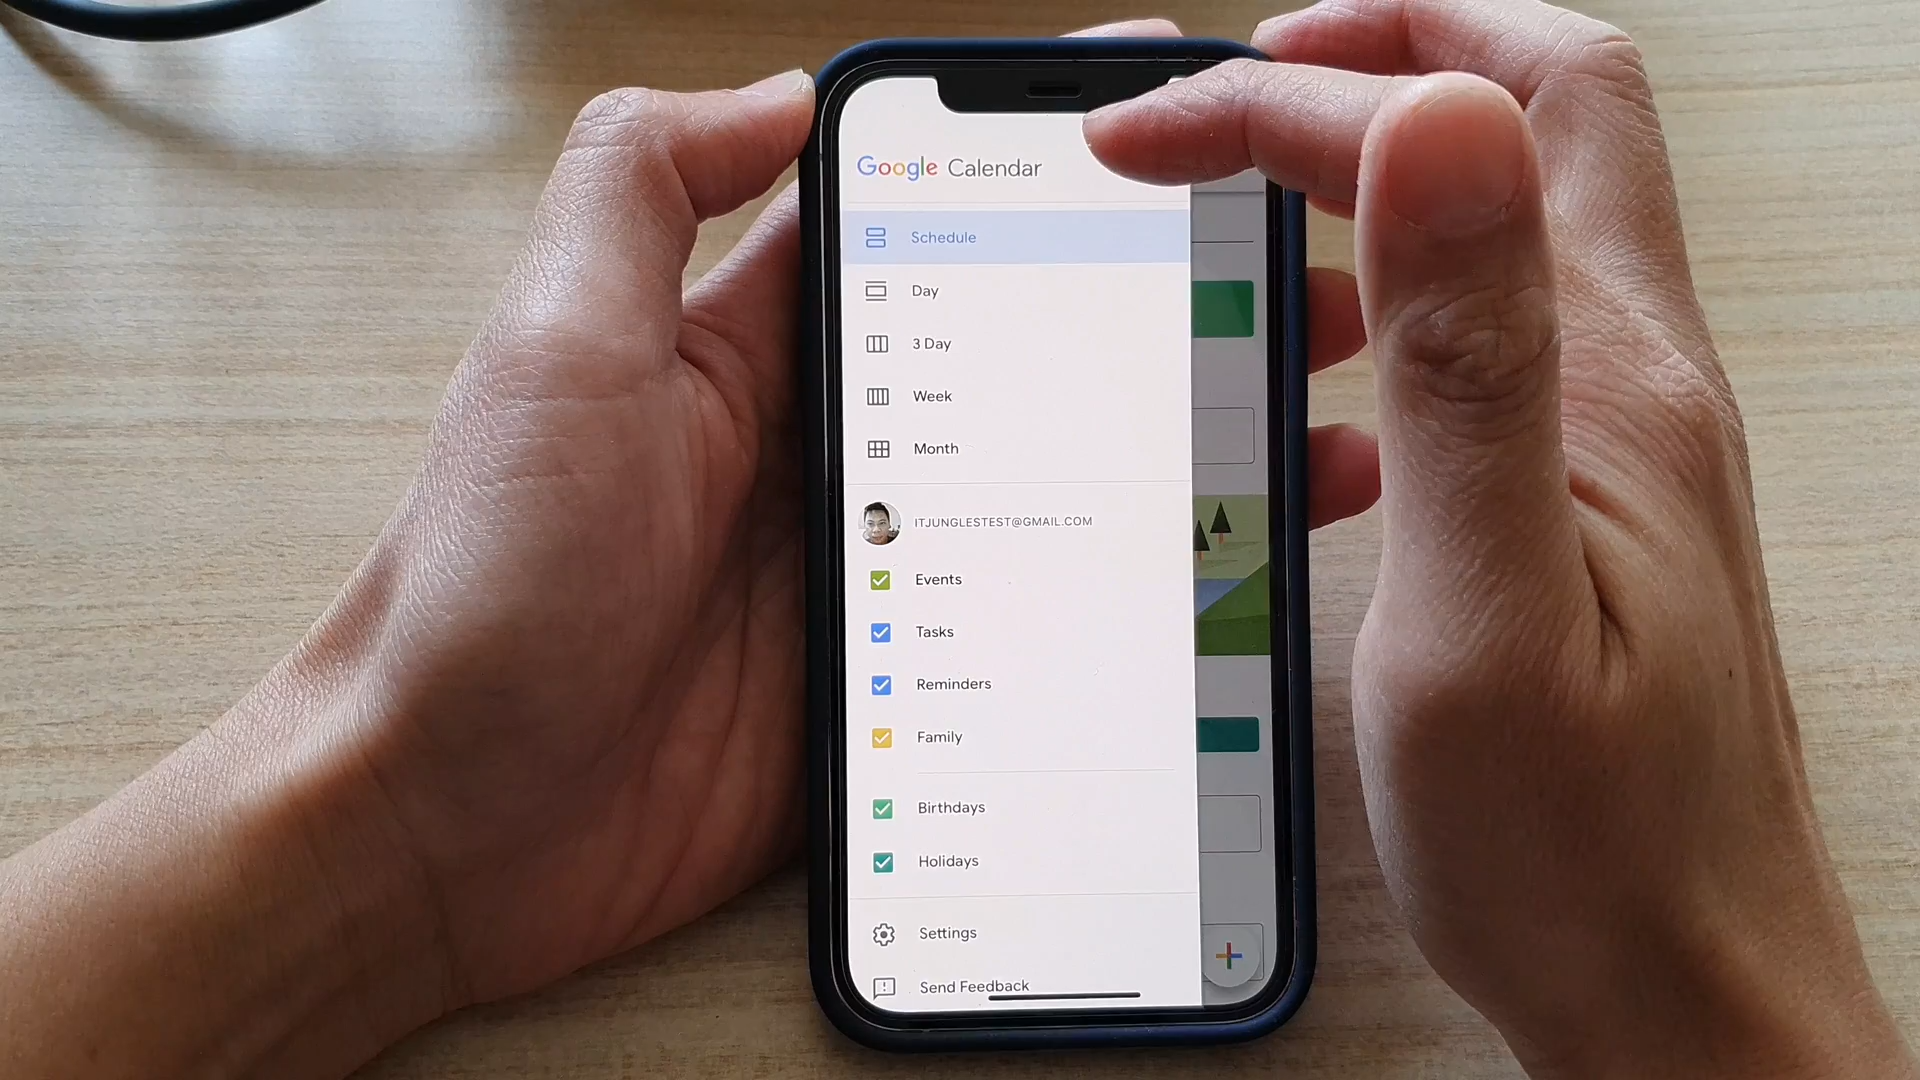 Google Calendar
Schedule
Day
3 Day
Week
Month
ITJUNGLESTEST@GMAIL.COM
Events
Tasks
Reminders
Family
Birthdays
Holidays
Settings
Send Feedback